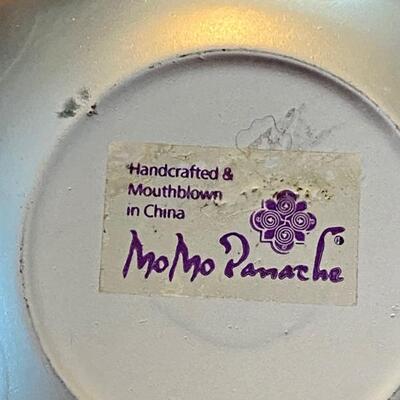 Handcrafted &
Mouthblown
in China
MoMo Panache ®